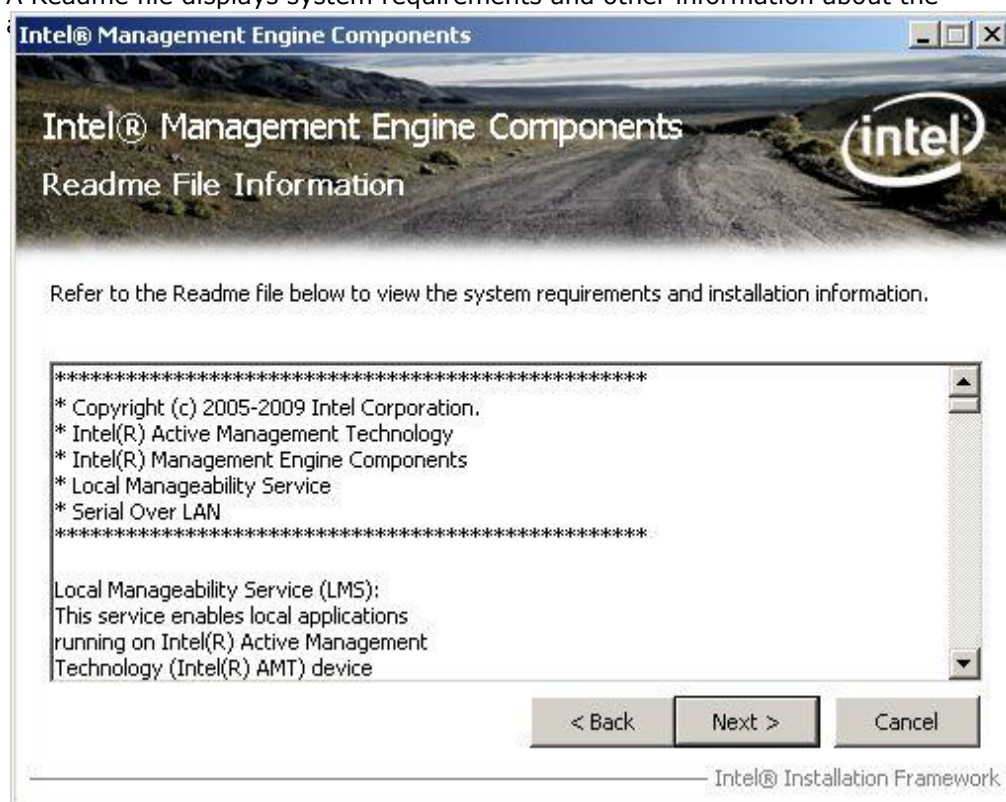 A Readme file displays system requirements and other information about the
Intel® Management Engine Components
Intel® Management Engine Components
intel
Readme File Information
Refer to the Readme file below to view the system requirements and installation information.
**************************************************
* Copyright (c) 2005-2009 Intel Corporation.
* Intel(R) Active Management Technology
* Intel(R) Management Engine Components
* Local Manageability Service
* Serial Over LAN
**************************************************
Local Manageability Service (LMS):
This service enables local applications
running on Intel(R) Active Management
Technology (Intel(R) AMT) device
< Back Next > Cancel
Intel® Installation Framework